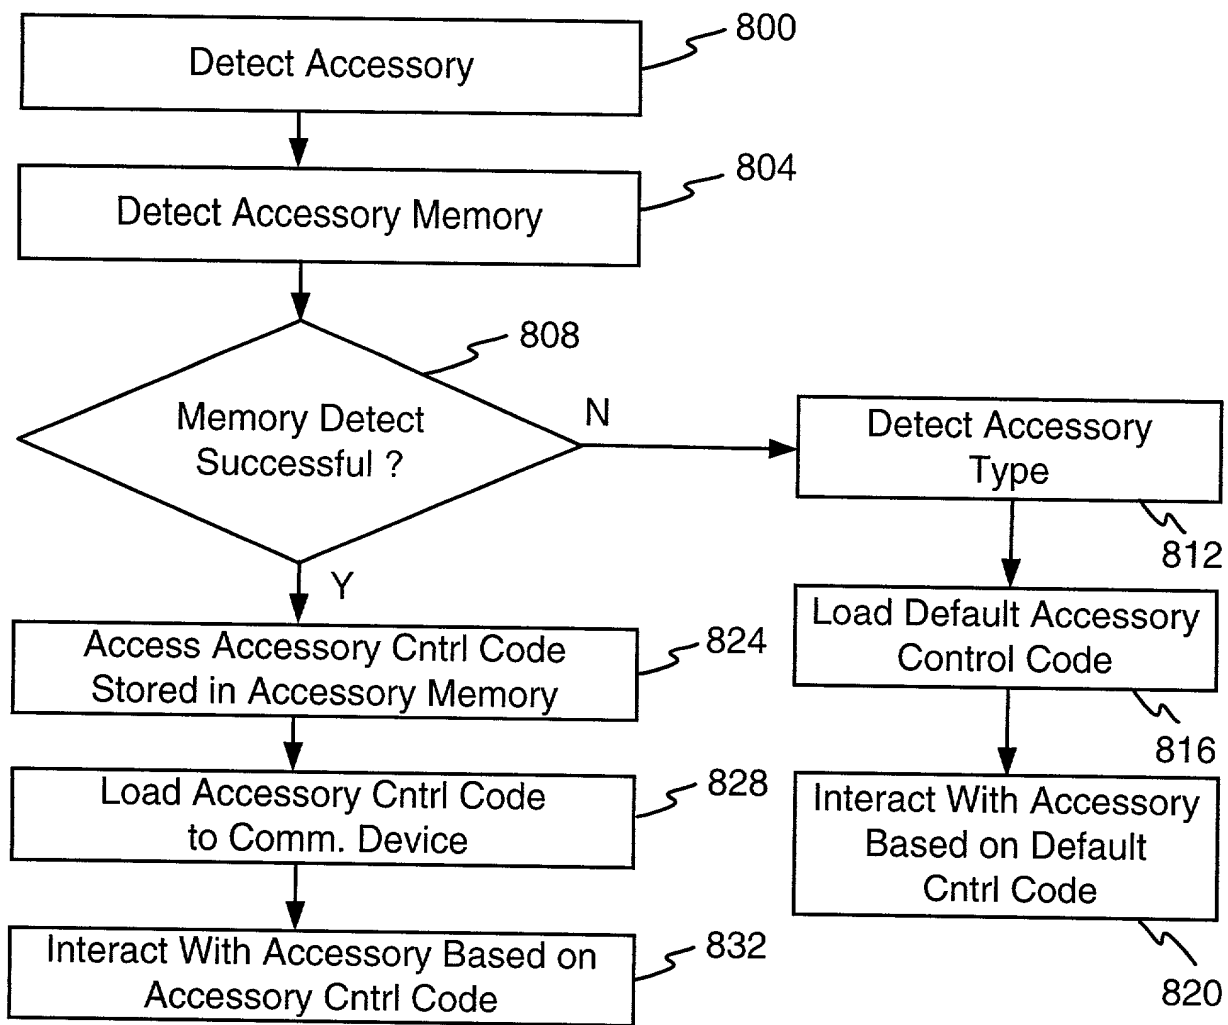 Detect Accessory
800
Detect Accessory Memory
804
808
Memory Detect
Successful ?
N
Y
Detect Accessory
Type
812
Load Default Accessory
Control Code
816
Interact With Accessory
Based on Default
Cntrl Code
820
Access Accessory Cntrl Code
Stored in Accessory Memory
824
Load Accessory Cntrl Code
to Comm. Device
828
Interact With Accessory Based on
Accessory Cntrl Code
832